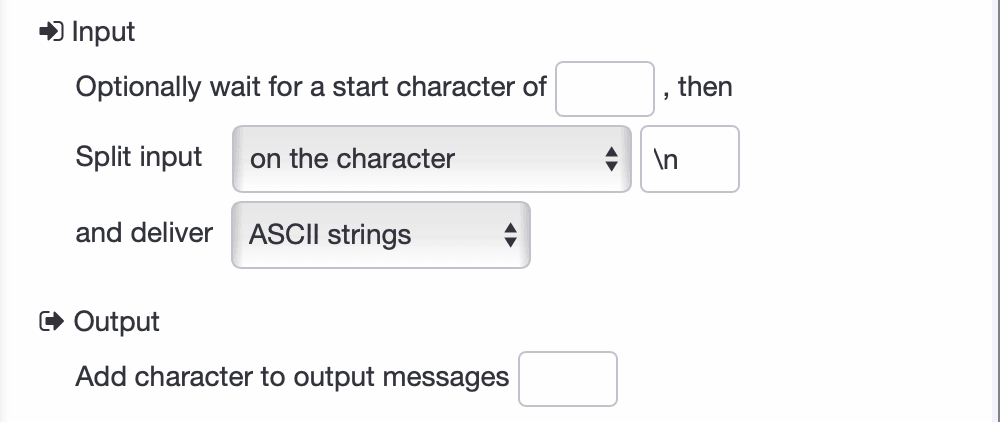 Input
Optionally wait for a start character of , then
Split input on the character \n
and deliver ASCII strings
Output
Add character to output messages